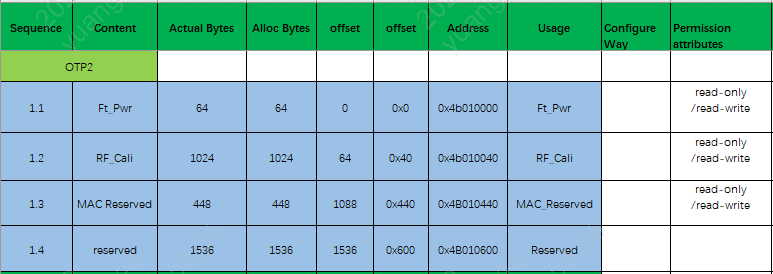 Sequence Content Actual Bytes Alloc Bytes offset offset Address Usage Configure Way Permission attributes
OTP2
1.1 Ft_Pwr 64 64 0 0x0 0x4b010000 Ft_Pwr read-only /read-write
1.2 RF_Cali 1024 1024 64 0x40 0x4b010040 RF_Cali read-only /read-write
1.3 MAC Reserved 448 448 1088 0x440 0x4B010440 MAC_Reserved read-only /read-write
1.4 reserved 1536 1536 1536 0x600 0x4B010600 Reserved